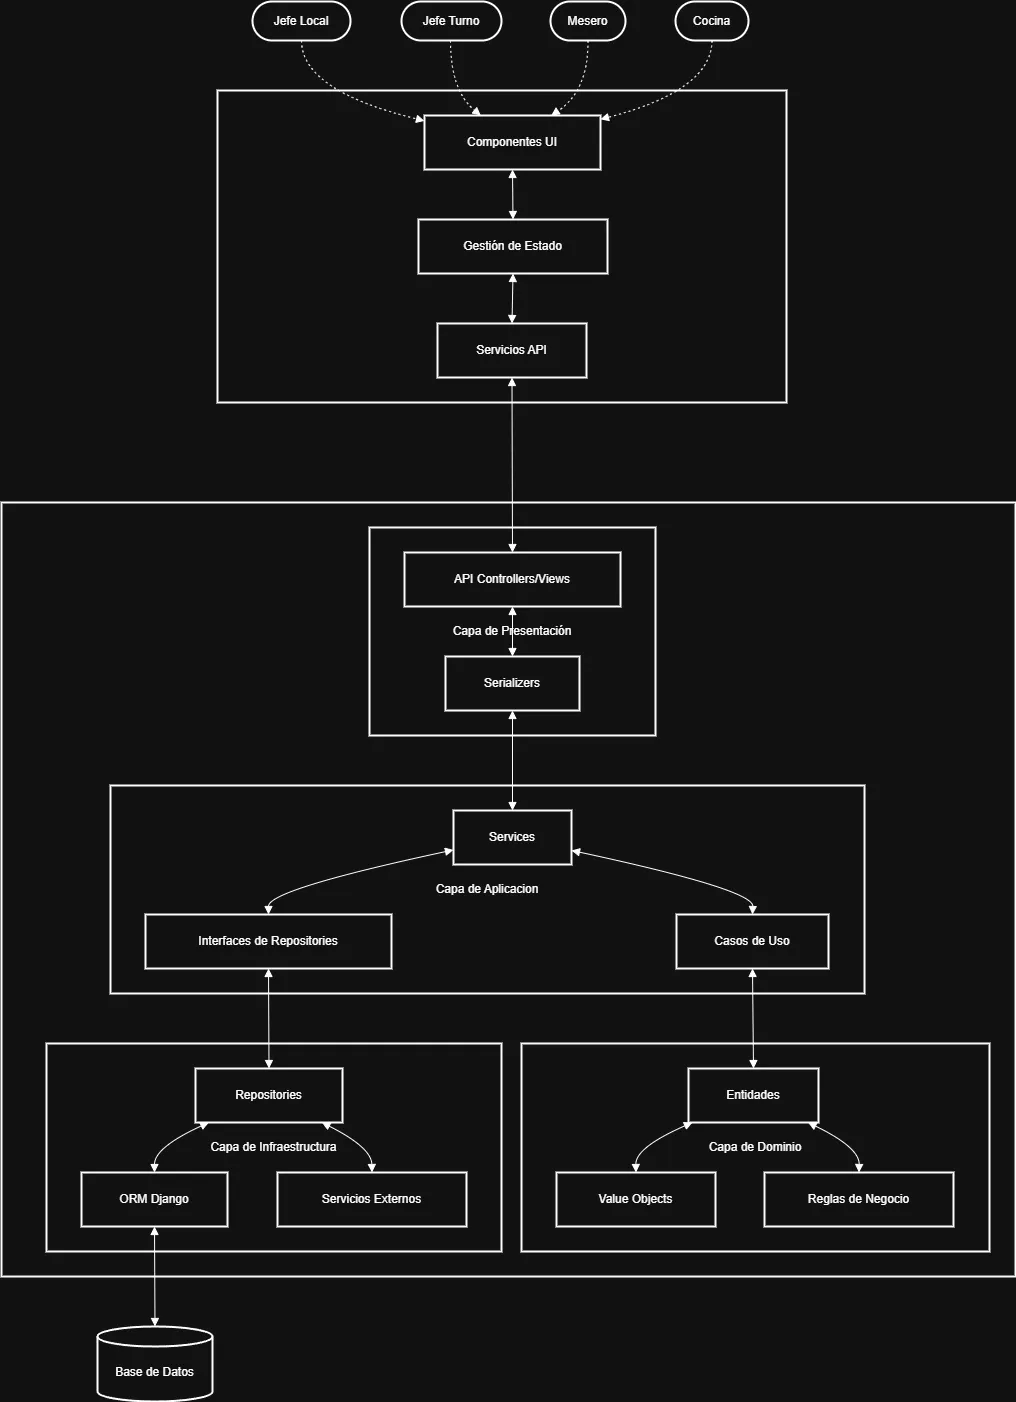 Jefe Local
Jefe Turno
Mesero
Cocina
Componentes UI
Gestión de Estado
Servicios API
API Controllers/Views
Capa de Presentación
Serializers
Services
Capa de Aplicacion
Interfaces de Repositories
Casos de Uso
Repositories
Entidades
Capa de Infraestructura
Capa de Dominio
ORM Django
Servicios Externos
Value Objects
Reglas de Negocio
Base de Datos